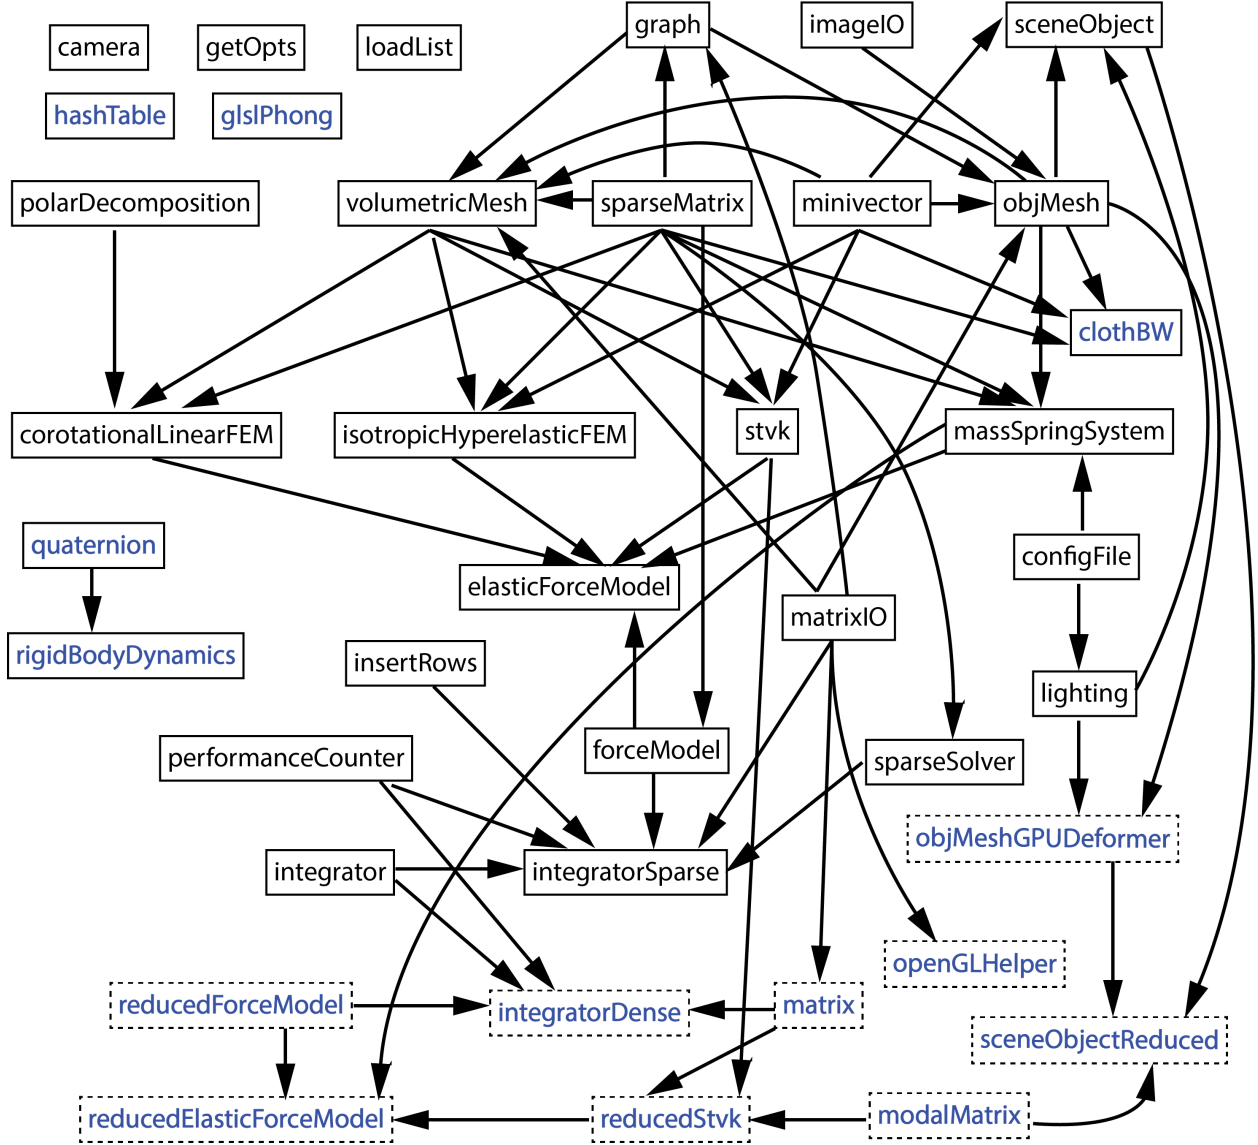 graph
imageIO
sceneObject
camera
getOpts
loadList
hashTable
glslPhong
polarDecomposition
volumetricMesh
sparseMatrix
minivector
objMesh
clothBW
corotationalLinearFEM
isotropicHyperelasticFEM
stvk
massSpringSystem
quaternion
configFile
elasticForceModel
matrixIO
rigidBodyDynamics
insertRows
lighting
performanceCounter
forceModel
sparseSolver
objMeshGPUDeformer
integrator
integratorSparse
openGLHelper
reducedForceModel
integratorDense
matrix
sceneObjectReduced
reducedElasticForceModel
reducedStvk
modalMatrix